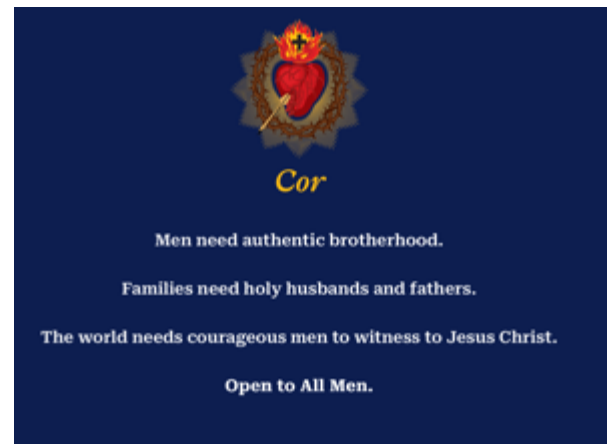 Cor
Men need authentic brotherhood.
Families need holy husbands and fathers.
The world needs courageous men to witness to Jesus Christ.
Open to All Men.